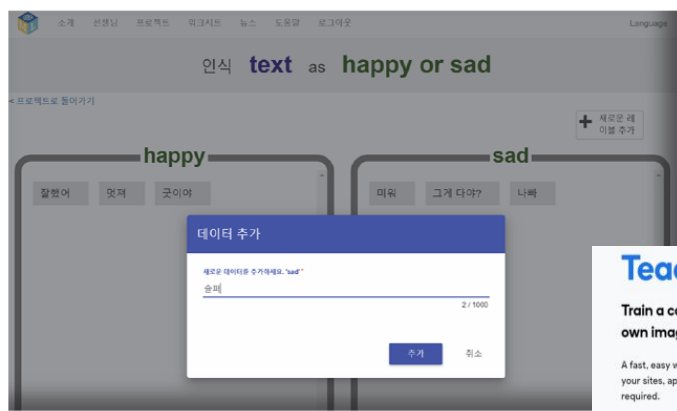 소개 선생님 프로젝트 워크시트 뉴스 도움말 로그아웃 Language
인식 text as happy or sad
< 프로젝트로 돌아가기
새로운 레
이블 추가
happy
sad
잘했어 멋져 굿이야
미워 그게 다야? 나빠
데이터 추가
새로운 데이터를 추가하세요. 'sad' *
슬퍼
2 / 1000
추가 취소
Teac
Train a co
own imag
A fast, easy w
your sites, ap
required.